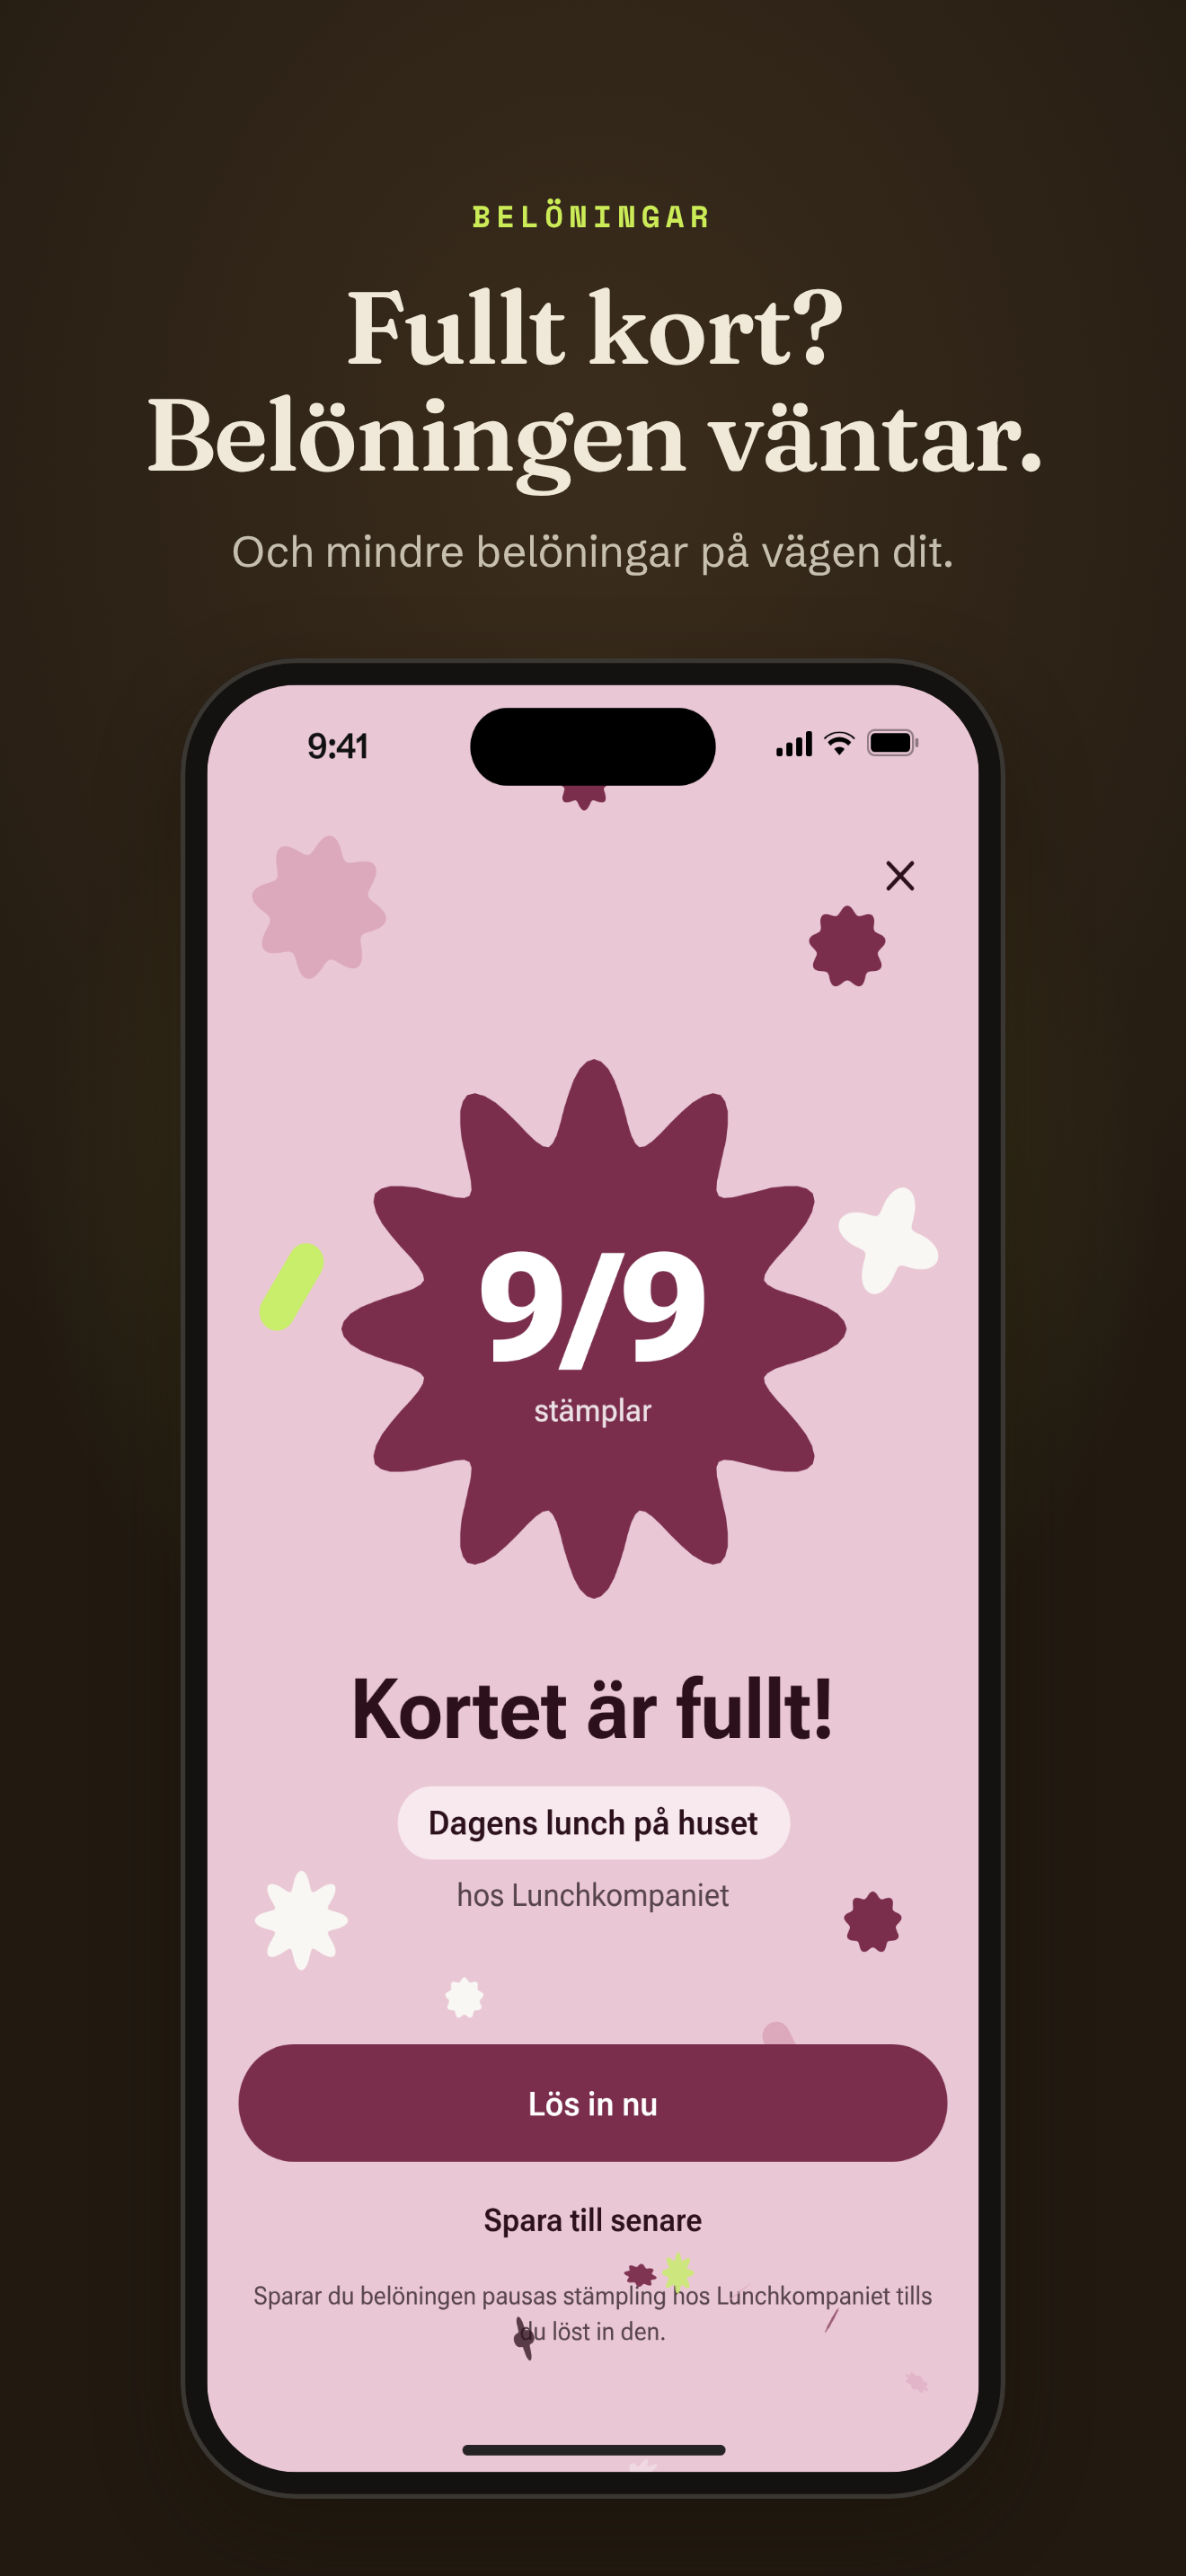 BELÖNINGAR
Fullt kort?
Belöningen väntar.
Och mindre belöningar på vägen dit.
9:41
9/9
stämplar
Kortet är fullt!
Dagens lunch på huset
hos Lunchkompaniet
Lös in nu
Spara till senare
Sparar du belöningen pausas stämpling hos Lunchkompaniet tills
du löst in den.